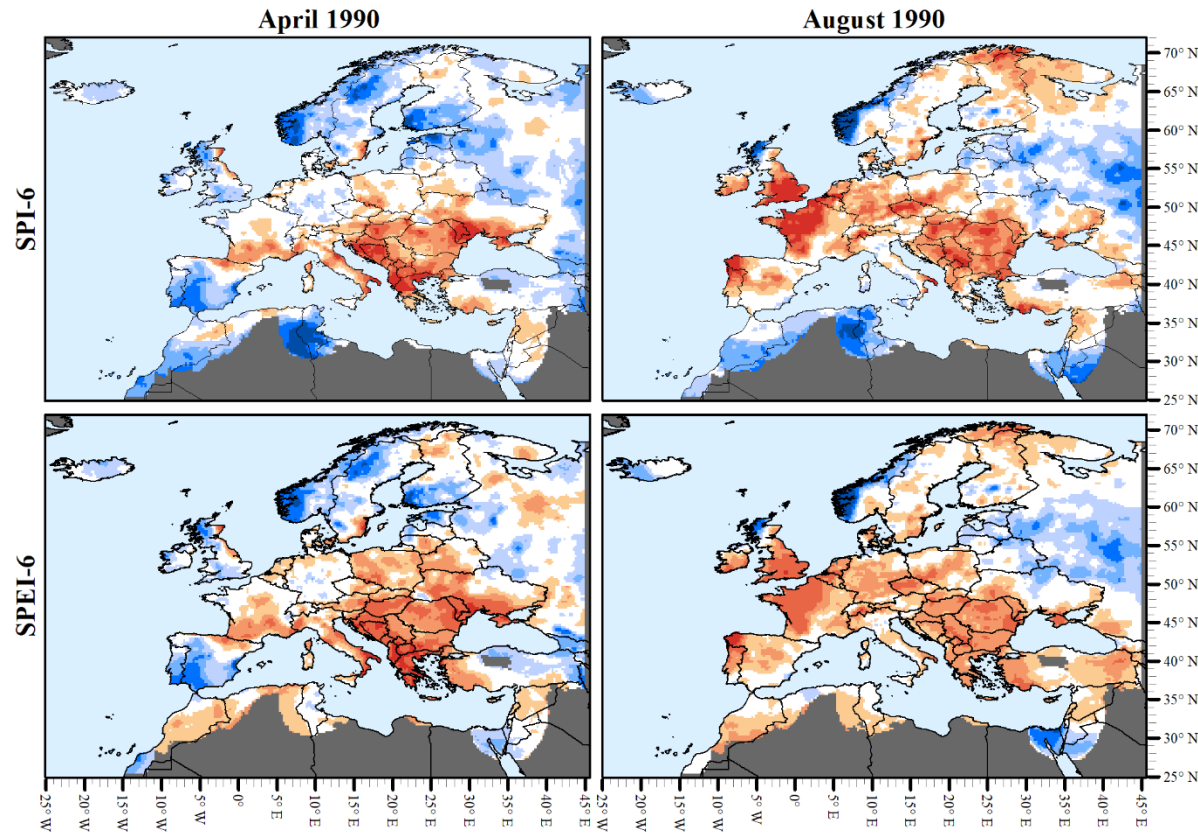 April 1990
August 1990
SPI-6
70° N
65° N
60° N
55° N
50° N
45° N
40° N
35° N
30° N
25° N
SPEI-6
70° N
65° N
60° N
55° N
50° N
45° N
40° N
35° N
30° N
25° N
25° W
20° W
15° W
10° W
5° W
0°
5° E
10° E
15° E
20° E
25° E
30° E
35° E
40° E
45° E
25° W
20° W
15° W
10° W
5° W
0°
5° E
10° E
15° E
20° E
25° E
30° E
35° E
40° E
45° E